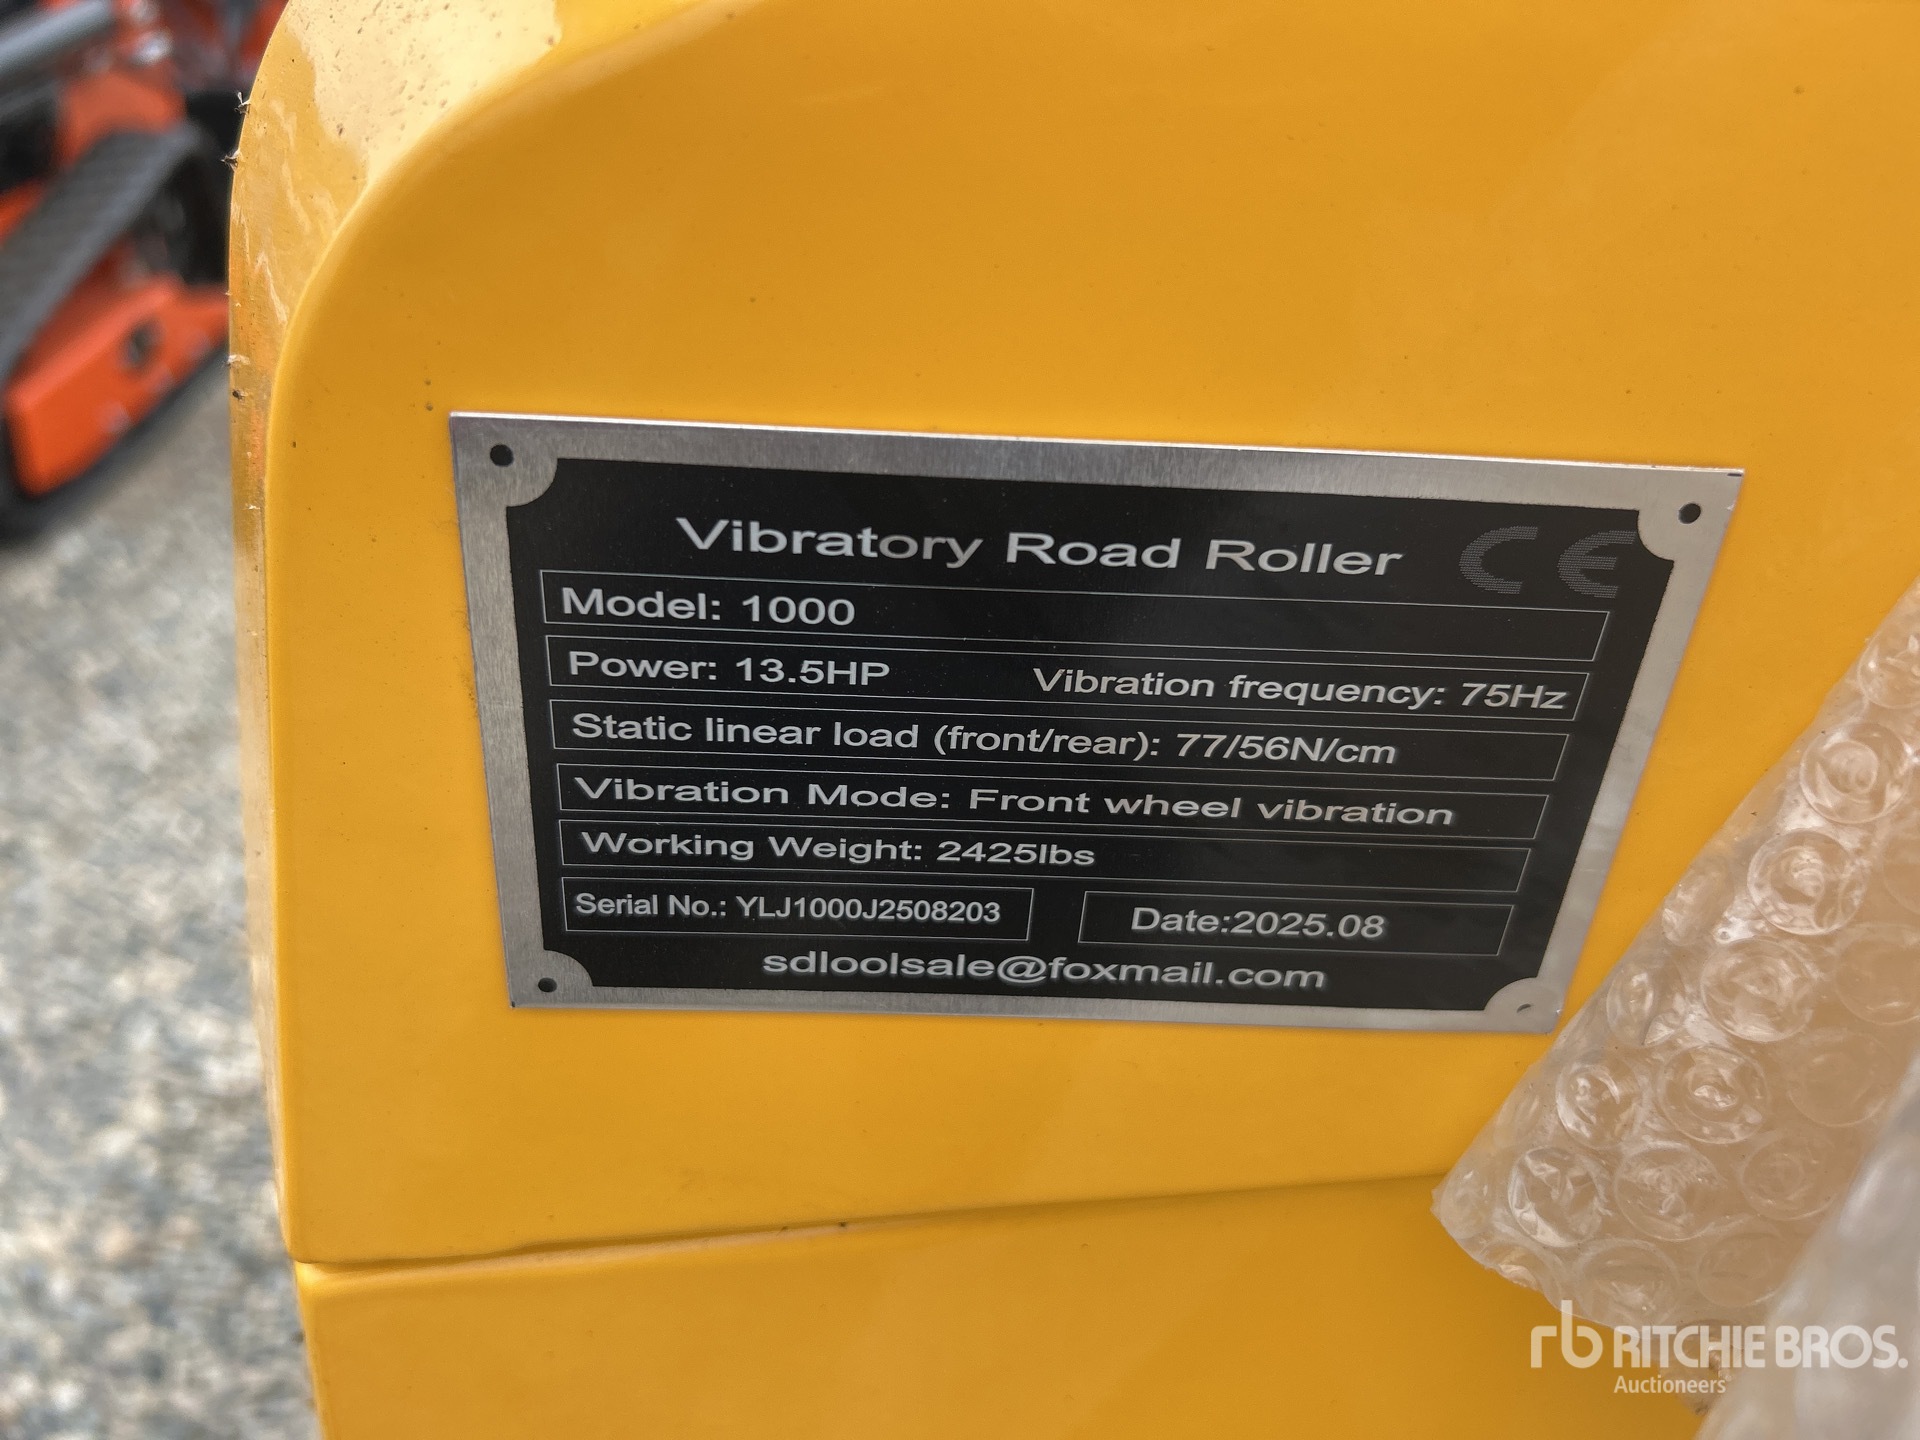 Vibratory Road Roller CE
Model: 1000
Power: 13.5HP Vibration frequency: 75Hz
Static linear load (front/rear): 77/56N/cm
Vibration Mode: Front wheel vibration
Working Weight: 2425lbs
Serial No.: YLJ1000J2508203 Date:2025.08
sdloolsale@foxmail.com
rb RITCHIE BROS.
Auctioneers